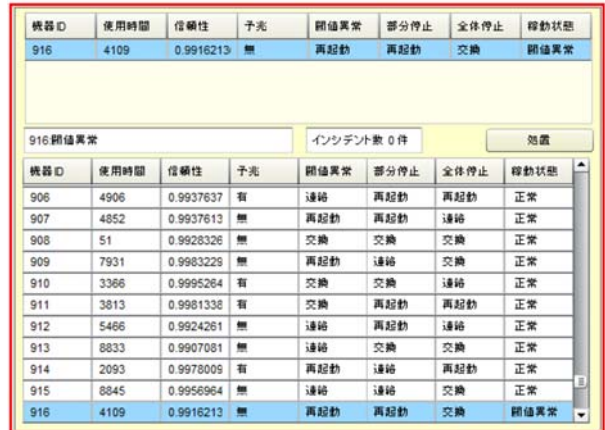 機器ID 使用時間 信頼性 予兆 閾値異常 部分停止 全体停止 稼動状態
916 4109 0.9916213 無 再起動 再起動 交換 閾値異常
916:閾値異常 インシデント数 0 件 処置
機器ID 使用時間 信頼性 予兆 閾値異常 部分停止 全体停止 稼動状態
906 4906 0.9937637 有 連絡 再起動 再起動 正常
907 4852 0.9937613 無 再起動 再起動 連絡 正常
908 51 0.9928326 無 交換 交換 交換 正常
909 7931 0.9983229 無 再起動 連絡 交換 正常
910 3366 0.9995264 有 交換 交換 連絡 正常
911 3813 0.9981338 有 交換 再起動 再起動 正常
912 5466 0.9924261 無 連絡 再起動 連絡 正常
913 8833 0.9907081 無 連絡 交換 交換 正常
914 2093 0.9978009 有 再起動 連絡 再起動 正常
915 8845 0.9956964 無 連絡 連絡 交換 正常
916 4109 0.9916213 無 再起動 再起動 交換 閾値異常